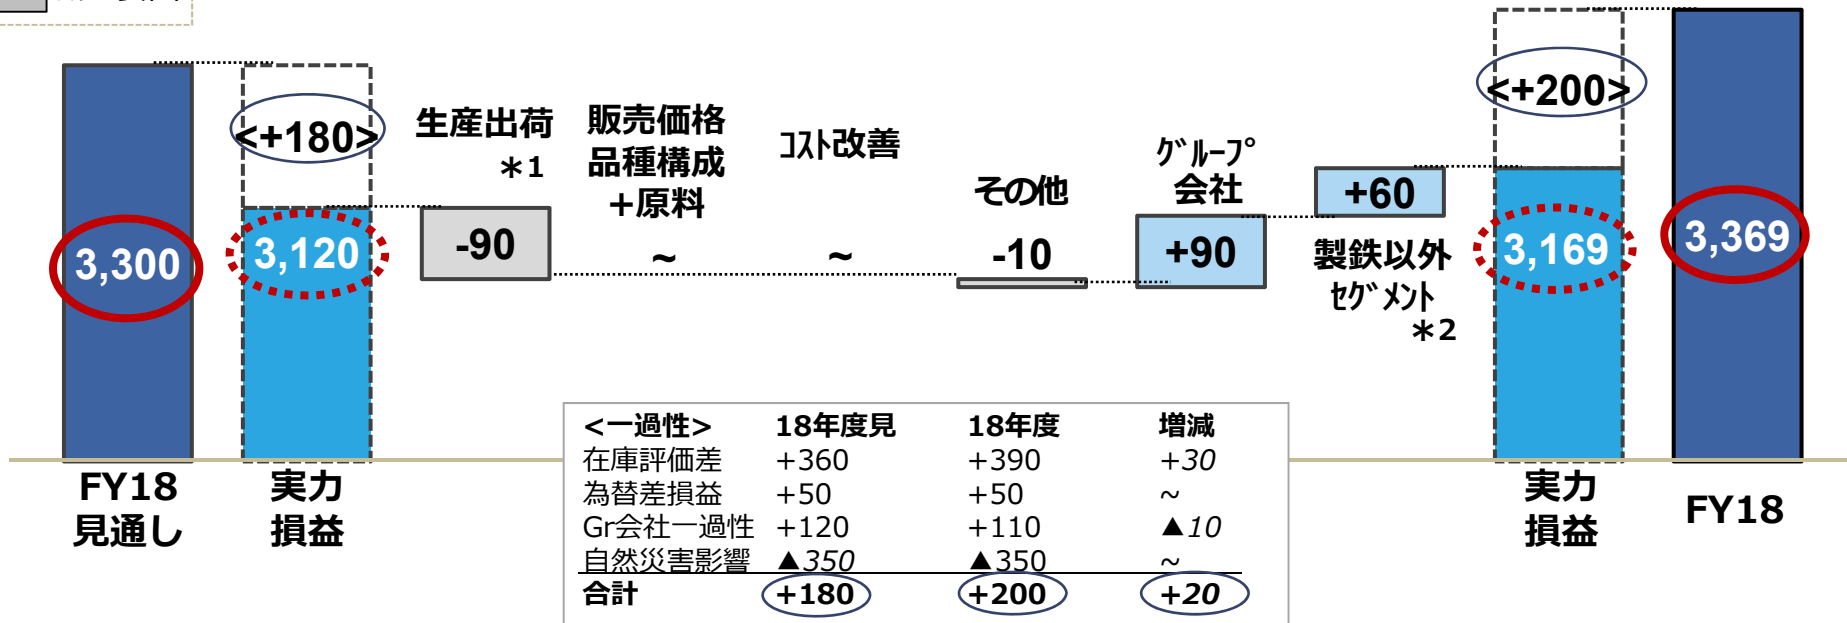 <+180>
<+200>
生産出荷
＊1
販売価格
品種構成
+原料
ｺｽﾄ改善
その他
ｸﾞﾙｰﾌﾟ
会社
+60
3,300
3,120
-90
~
~
-10
+90
製鉄以外
ｾｸﾞﾒﾝﾄ
＊2
3,169
3,369
FY18
見通し
実力
損益
<一過性> 18年度見 18年度 増減
在庫評価差 +360 +390 +30
為替差損益 +50 +50 ~
Gr会社一過性 +120 +110 ▲10
自然災害影響 ▲350 ▲350 ~
合計 +180 +200 +20
実力
損益
FY18